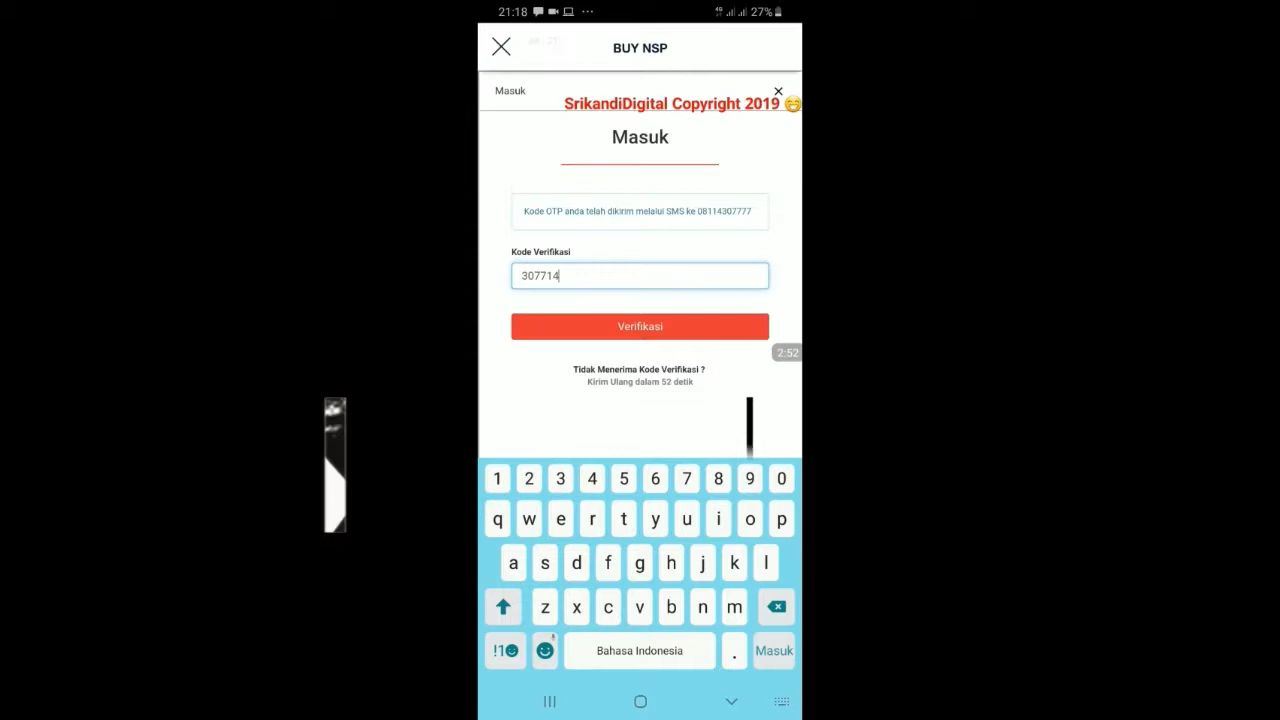 21:18 ... 4G 27%
BUY NSP
Masuk
SrikandiDigital Copyright 2019 😁
Masuk
Kode OTP anda telah dikirim melalui SMS ke 08114307777
Kode Verifikasi
307714
Verifikasi
2:52
Tidak Menerima Kode Verifikasi ?
Kirim Ulang dalam 52 detik
1 2 3 4 5 6 7 8 9 0
q w e r t y u i o p
a s d f g h j k l
z x c v b n m
!1☻ Bahasa Indonesia . Masuk